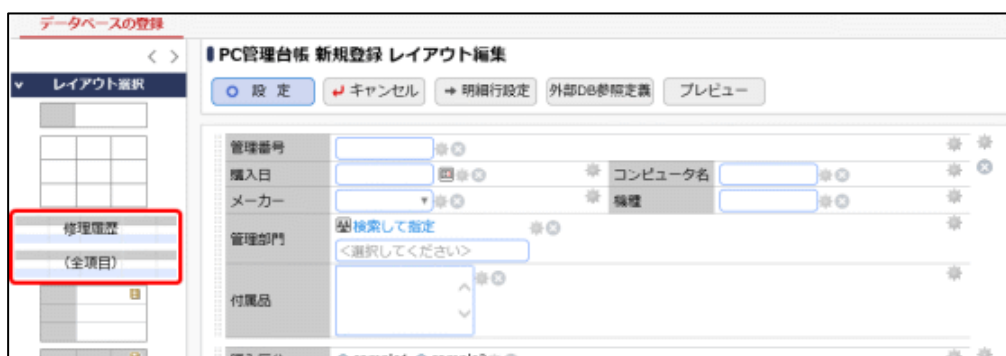 データベースの登録
< >
PC管理台帳 新規登録 レイアウト編集
レイアウト選択
設 定 キャンセル → 明細行設定 外部DB参照定義 プレビュー
管理番号
購入日 コンピュータ名
メーカー 機種
修理履歴
検索して指定
管理部門
<選択してください>
(全項目)
付属品
sample1 sample2